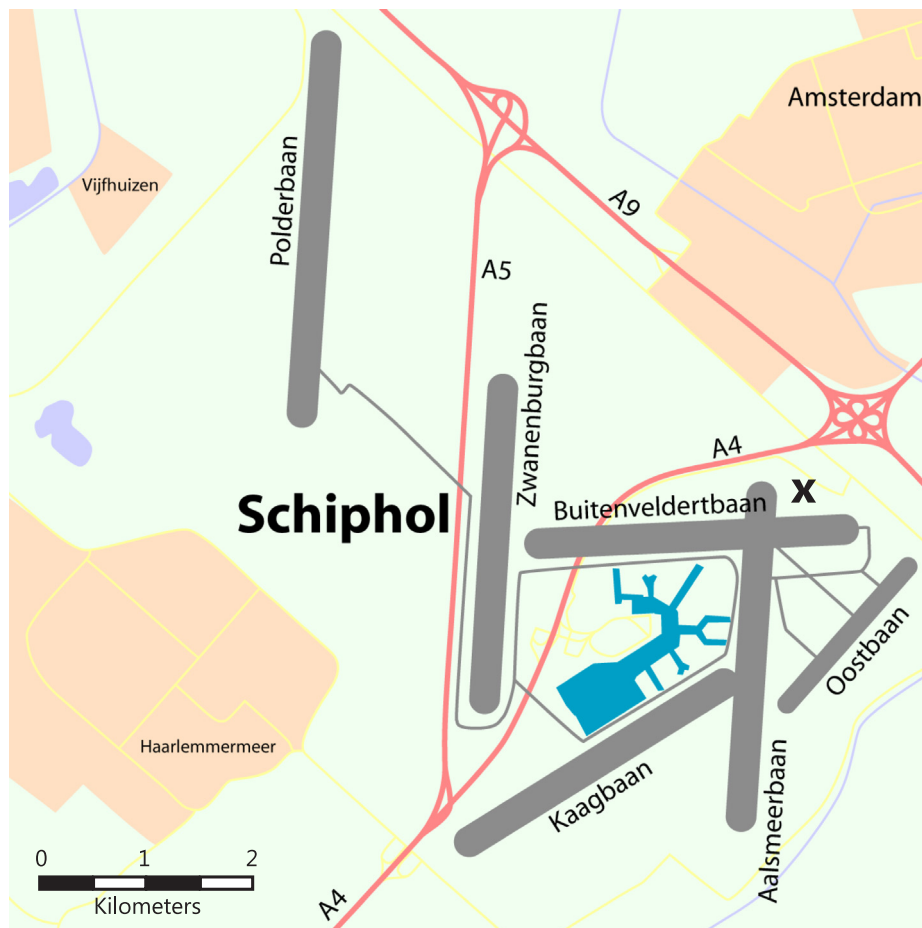 Amsterdam
Vijfhuizen
Polderbaan
A9
A5
Zwanenburgbaan
A4
X
Schiphol
Buitenveldertbaan
Oostbaan
Haarlemmermeer
Kaagbaan
Aalsmeerbaan
0 1 2
Kilometers
A4